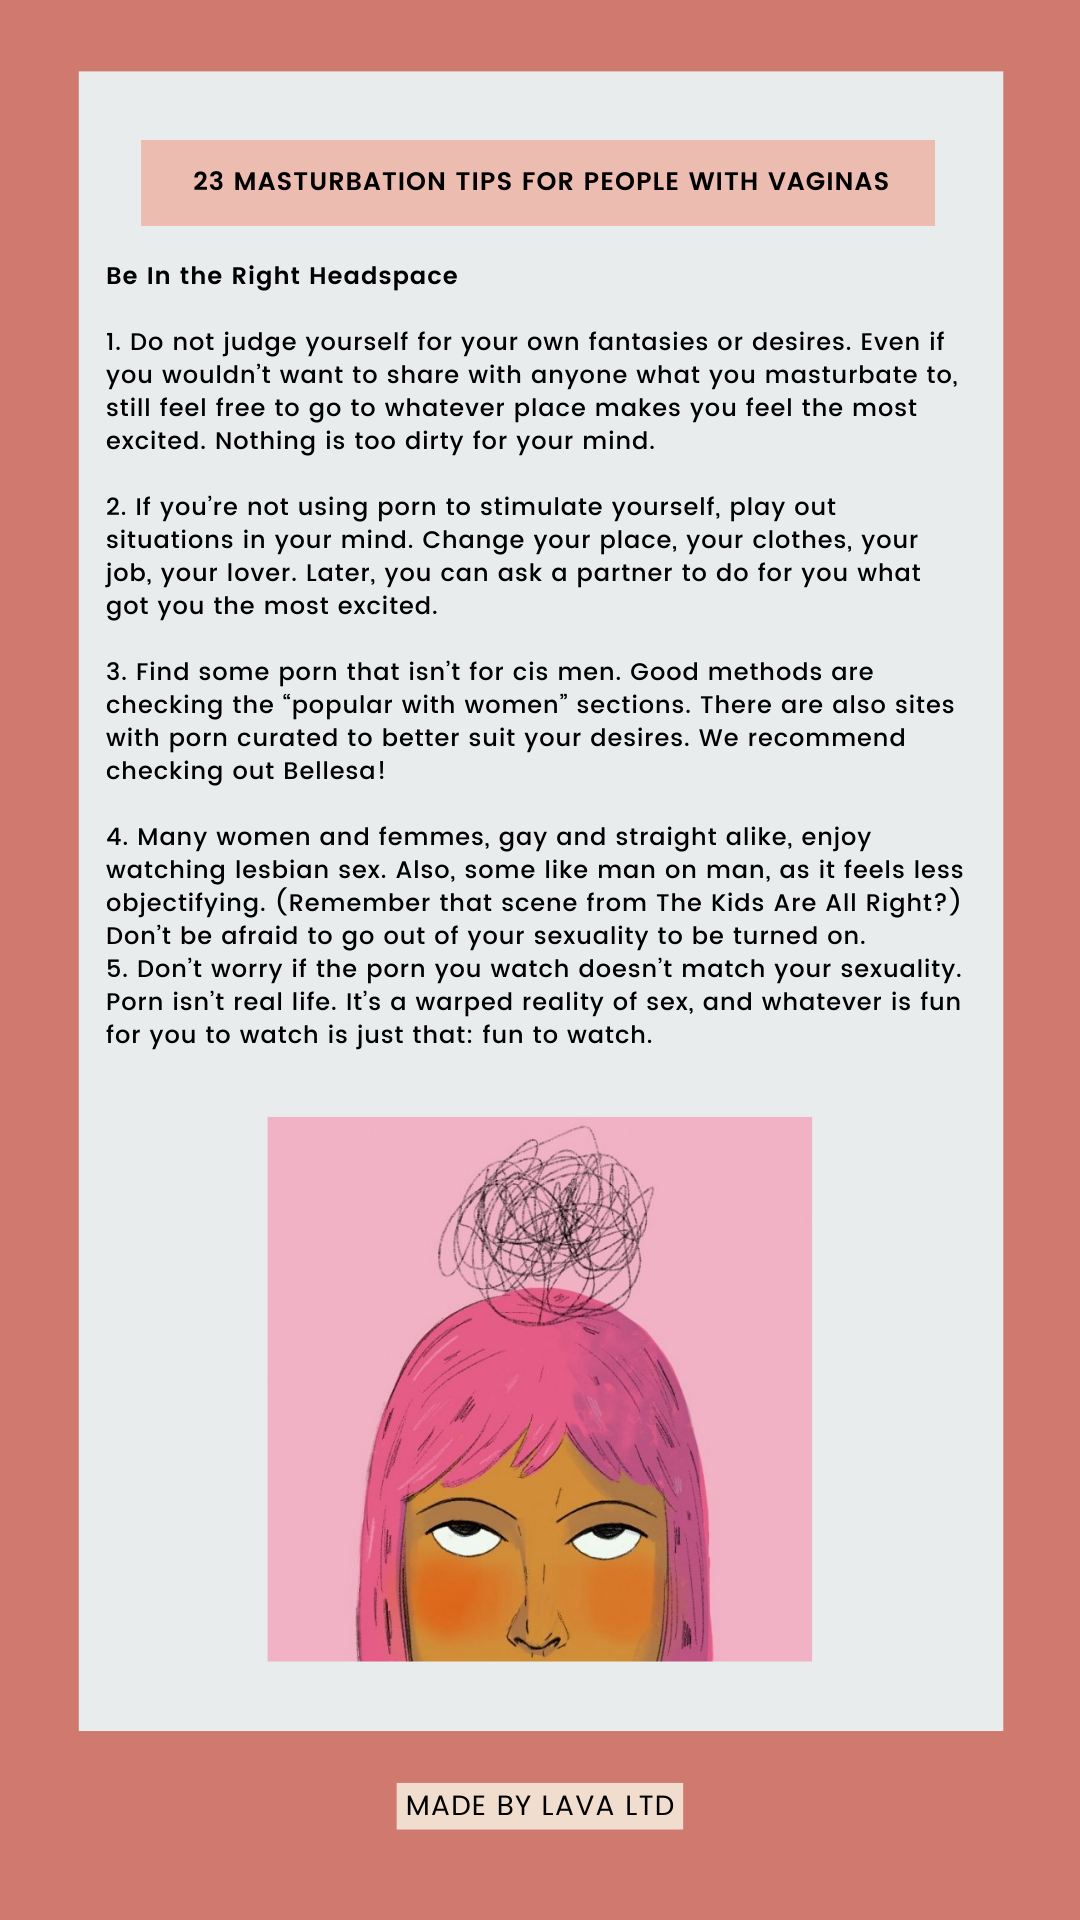 23 MASTURBATION TIPS FOR PEOPLE WITH VAGINAS
Be In the Right Headspace
1. Do not judge yourself for your own fantasies or desires. Even if
you wouldn’t want to share with anyone what you masturbate to,
still feel free to go to whatever place makes you feel the most
excited. Nothing is too dirty for your mind.
2. If you’re not using porn to stimulate yourself, play out
situations in your mind. Change your place, your clothes, your
job, your lover. Later, you can ask a partner to do for you what
got you the most excited.
3. Find some porn that isn’t for cis men. Good methods are
checking the “popular with women” sections. There are also sites
with porn curated to better suit your desires. We recommend
checking out Bellesa!
4. Many women and femmes, gay and straight alike, enjoy
watching lesbian sex. Also, some like man on man, as it feels less
objectifying. (Remember that scene from The Kids Are All Right?)
Don’t be afraid to go out of your sexuality to be turned on.
5. Don’t worry if the porn you watch doesn’t match your sexuality.
Porn isn’t real life. It’s a warped reality of sex, and whatever is fun
for you to watch is just that: fun to watch.
MADE BY LAVA LTD